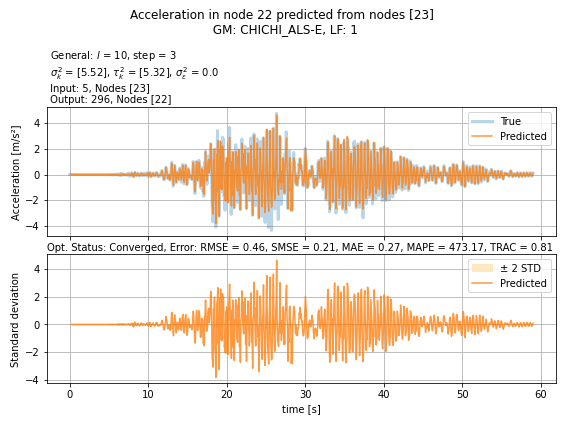 Acceleration in node 22 predicted from nodes [23]
GM: CHICHI_ALS-E, LF: 1
General: l = 10, step = 3
σ²ₖ = [5.52], τ²ₖ = [5.32], σ²ε = 0.0
Input: 5, Nodes [23]
Output: 296, Nodes [22]
True
Predicted
Acceleration [m/s²]
4
2
0
−2
−4
Opt. Status: Converged, Error: RMSE = 0.46, SMSE = 0.21, MAE = 0.27, MAPE = 473.17, TRAC = 0.81
± 2 STD
Predicted
Standard deviation
4
2
0
−2
−4
0 10 20 30 40 50 60
time [s]